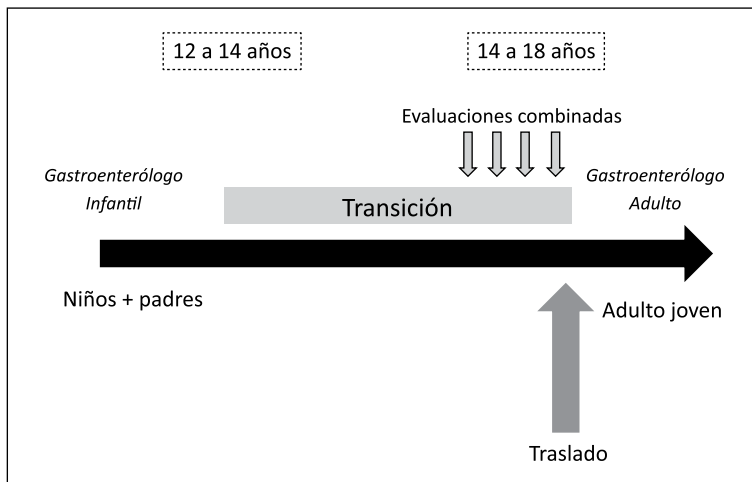 12 a 14 años
14 a 18 años
Evaluaciones combinadas
Gastroenterólogo
Infantil
Transición
Gastroenterólogo
Adulto
Niños + padres
Adulto joven
Traslado